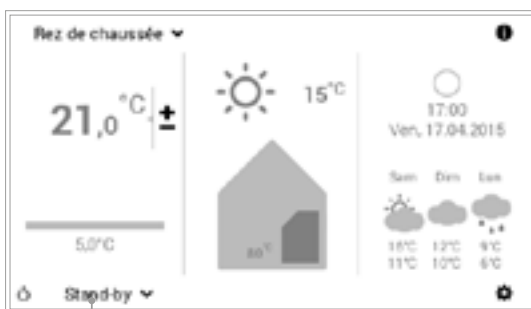 Rez de chaussée
21,0 °C ±
5,0°C
Stand-by
15°C
17:00
Ven, 17.04.2015
Sam Dim Lun
12°C 9°C
11°C 10°C 6°C